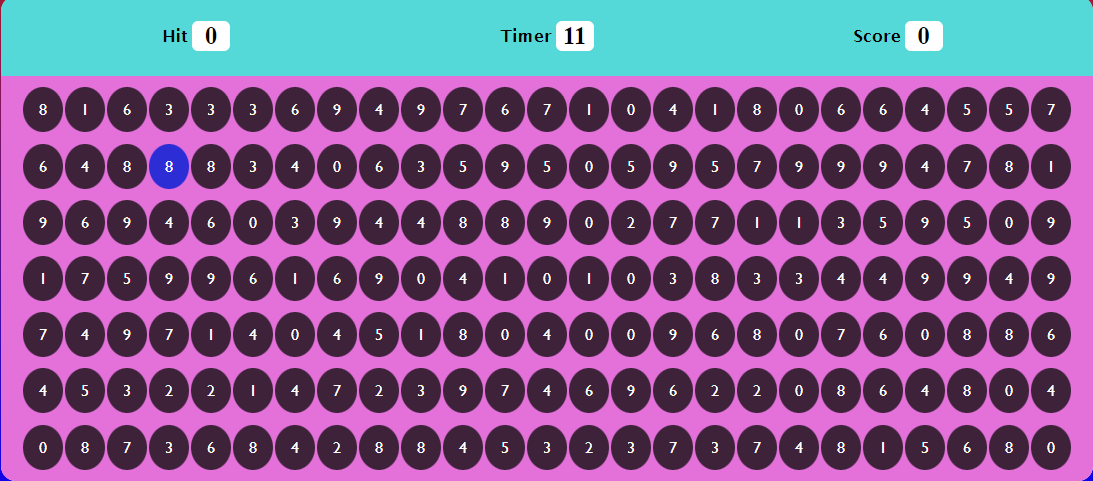 Hit 0 Timer 11 Score 0
8 1 6 3 3 3 6 9 4 9 7 6 7 1 0 4 1 8 0 6 6 4 5 5 7
6 4 8 8 8 3 4 0 6 3 5 9 5 0 5 9 5 7 9 9 9 4 7 8 1
9 6 9 4 6 0 3 9 4 4 8 8 9 0 2 7 7 1 1 3 5 9 5 0 9
1 7 5 9 9 6 1 6 9 0 4 1 0 1 0 3 8 3 3 4 4 9 9 4 9
7 4 9 7 1 4 0 4 5 1 8 0 4 0 0 9 6 8 0 7 6 0 8 8 6
4 5 3 2 2 1 4 7 2 3 9 7 4 6 9 6 2 2 0 8 6 4 8 0 4
0 8 7 3 6 8 4 2 8 8 4 5 3 2 3 7 3 7 4 8 1 5 6 8 0